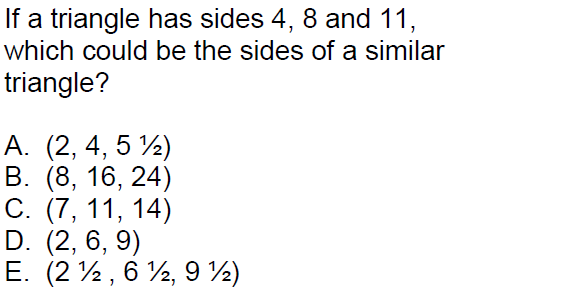 If a triangle has sides 4, 8 and 11,
which could be the sides of a similar
triangle?
A. (2, 4, 5 ½)
B. (8, 16, 24)
C. (7, 11, 14)
D. (2, 6, 9)
E. (2 ½ , 6 ½, 9 ½)